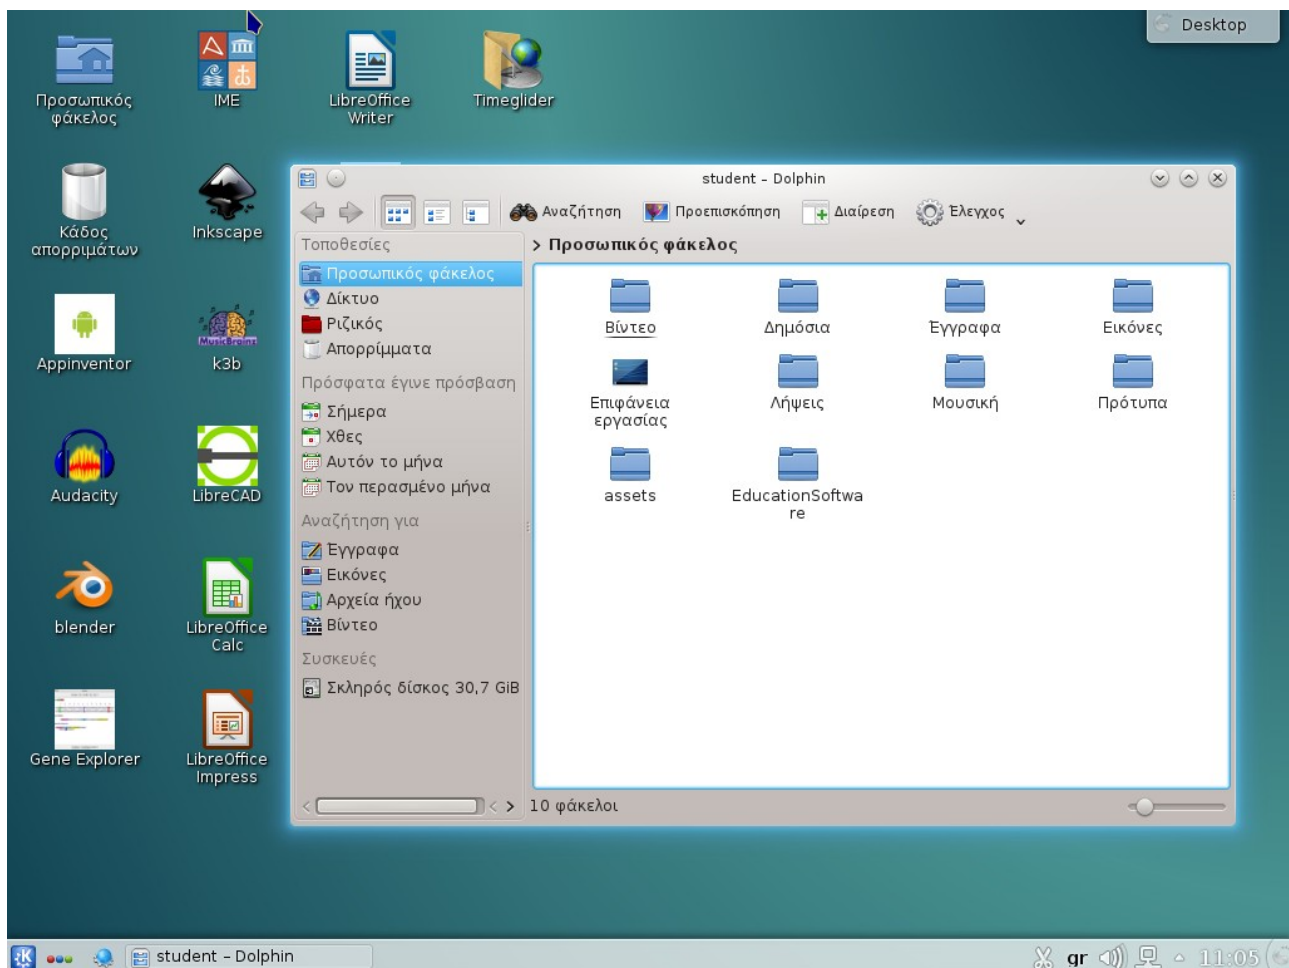 Desktop
Προσωπικός
φάκελος
IME
LibreOffice
Writer
Timeglider
Κάδος
απορριμάτων
Inkscape
Appinventor
MusicBrainz
k3b
Audacity
LibreCAD
blender
LibreOffice
Calc
Gene Explorer
LibreOffice
Impress
student – Dolphin
Αναζήτηση
Προεπισκόπηση
Διαίρεση
Έλεγχος
Τοποθεσίες
Προσωπικός φάκελος
Δίκτυο
Ριζικός
Απορρίμματα
Πρόσφατα έγινε πρόσβαση
Σήμερα
Χθες
Αυτόν το μήνα
Τον περασμένο μήνα
Αναζήτηση για
Έγγραφα
Εικόνες
Αρχεία ήχου
Βίντεο
Συσκευές
Σκληρός δίσκος 30,7 GiB
> Προσωπικός φάκελος
Βίντεο
Δημόσια
Έγγραφα
Εικόνες
Επιφάνεια
εργασίας
Λήψεις
Μουσική
Πρότυπα
assets
EducationSoftwa
re
10 φάκελοι
student – Dolphin
gr
11:05